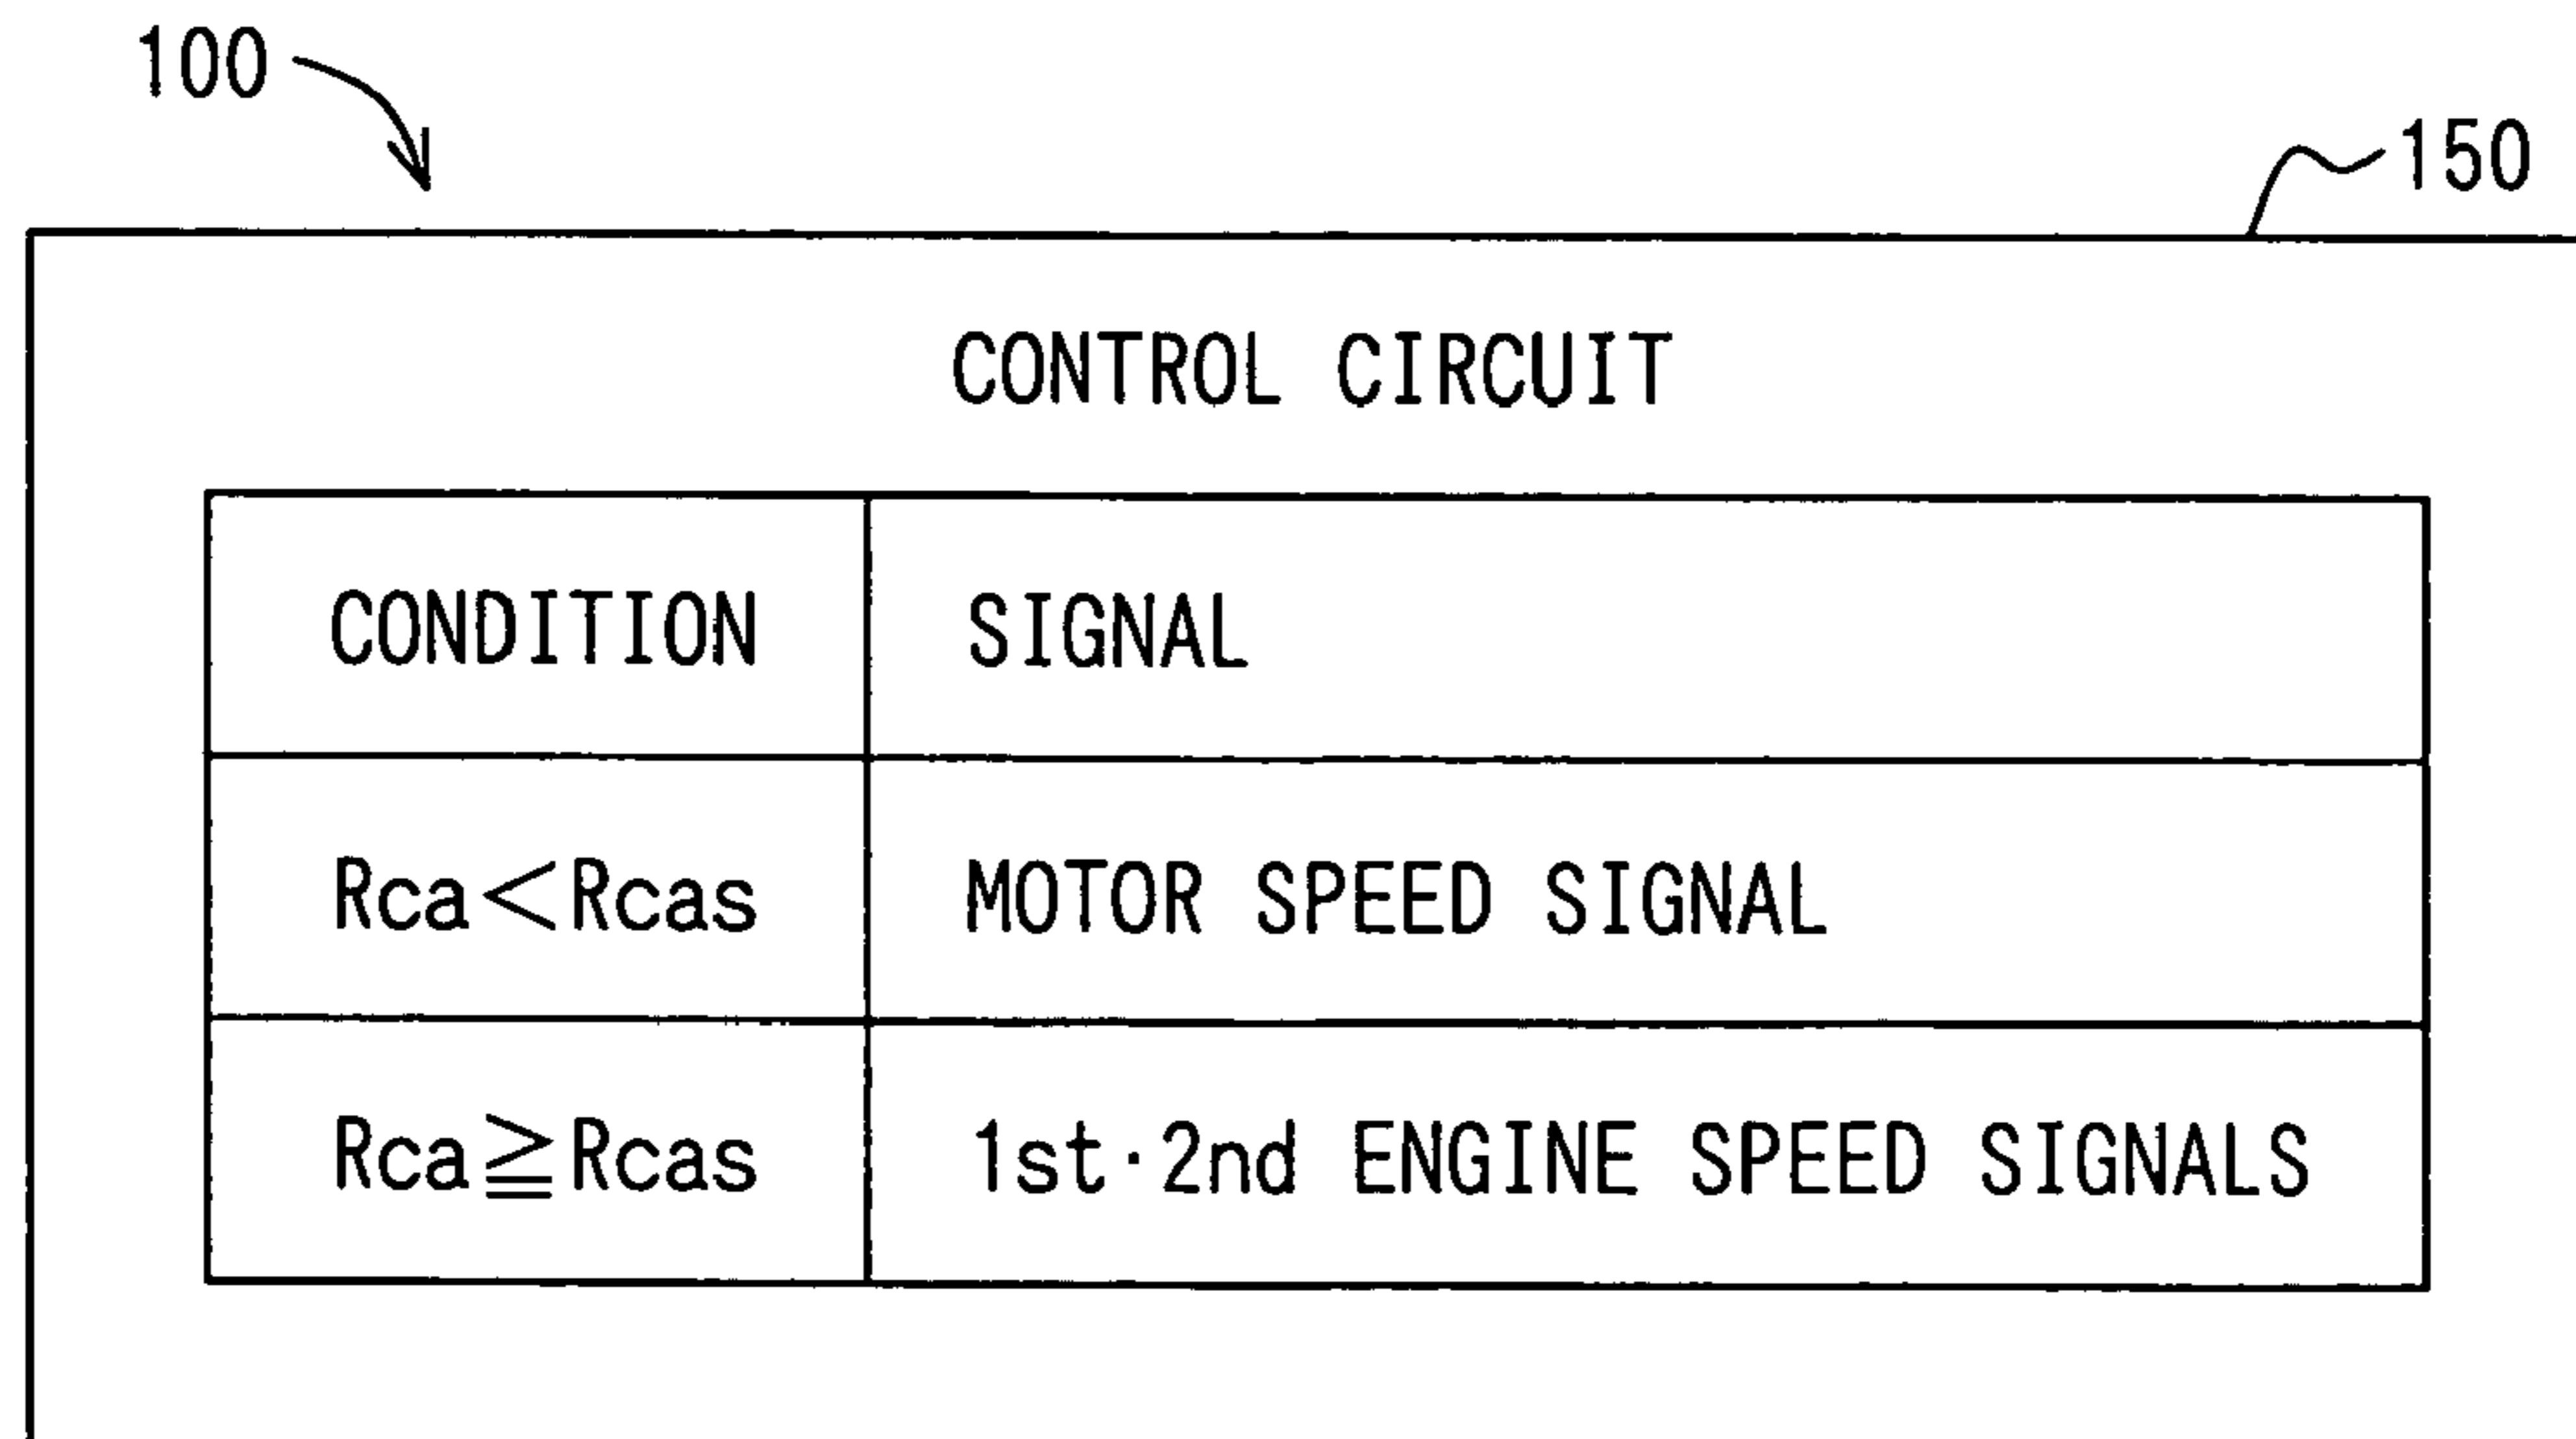 100
150
CONTROL CIRCUIT
CONDITION SIGNAL
Rca<Rcas MOTOR SPEED SIGNAL
Rca≧Rcas 1st·2nd ENGINE SPEED SIGNALS